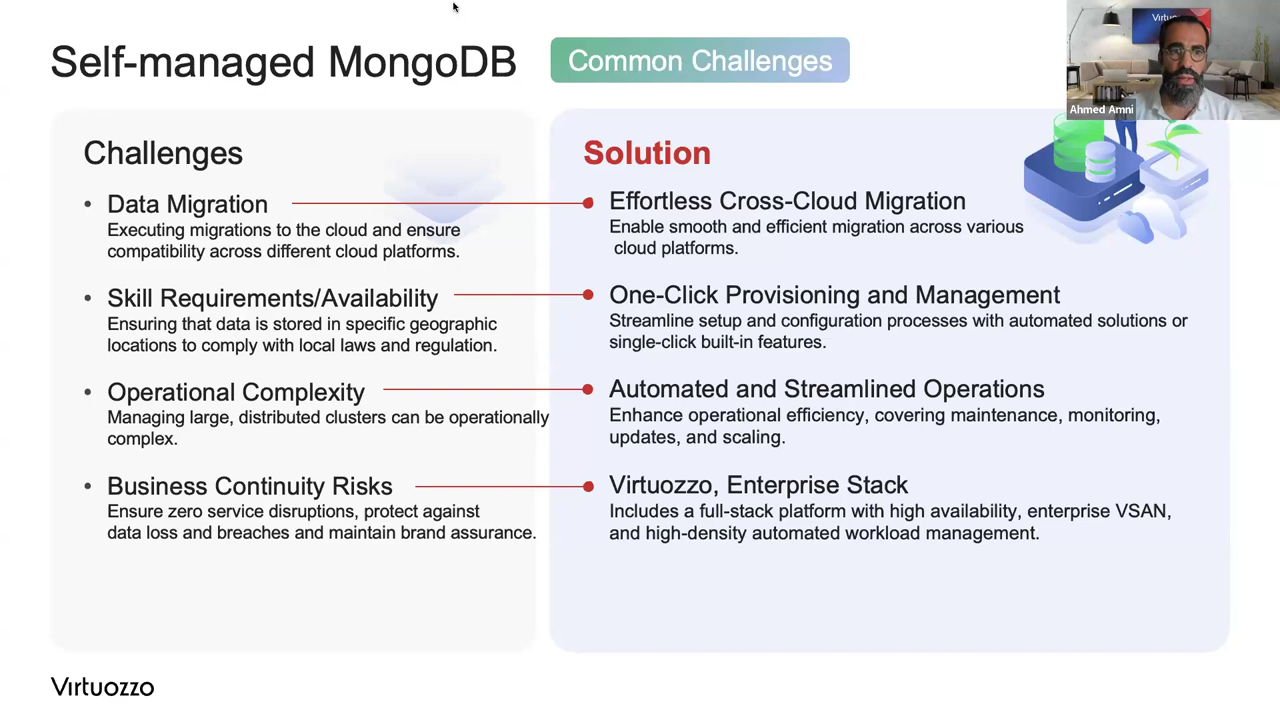 Self-managed MongoDB
Common Challenges
Ahmed Amni
Challenges
• Data Migration
Executing migrations to the cloud and ensure
compatibility across different cloud platforms.
• Skill Requirements/Availability
Ensuring that data is stored in specific geographic
locations to comply with local laws and regulation.
• Operational Complexity
Managing large, distributed clusters can be operationally
complex.
• Business Continuity Risks
Ensure zero service disruptions, protect against
data loss and breaches and maintain brand assurance.
Solution
Effortless Cross-Cloud Migration
Enable smooth and efficient migration across various
cloud platforms.
One-Click Provisioning and Management
Streamline setup and configuration processes with automated solutions or
single-click built-in features.
Automated and Streamlined Operations
Enhance operational efficiency, covering maintenance, monitoring,
updates, and scaling.
Virtuozzo, Enterprise Stack
Includes a full-stack platform with high availability, enterprise VSAN,
and high-density automated workload management.
Virtuozzo